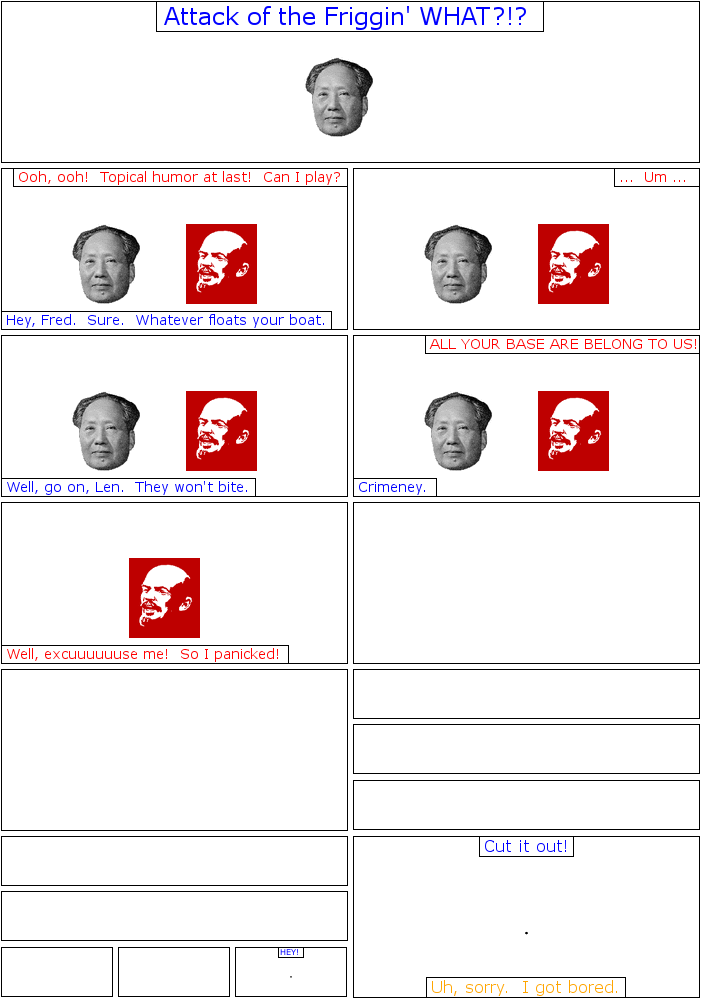 Attack of the Friggin' WHAT?!?
Ooh, ooh!  Topical humor at last!  Can I play?
Hey, Fred.  Sure.  Whatever floats your boat.
...  Um ...
Well, go on, Len.  They won't bite.
ALL YOUR BASE ARE BELONG TO US!
Crimeney.
Well, excuuuuuuse me!  So I panicked!
HEY!
Cut it out!
Uh, sorry.  I got bored.